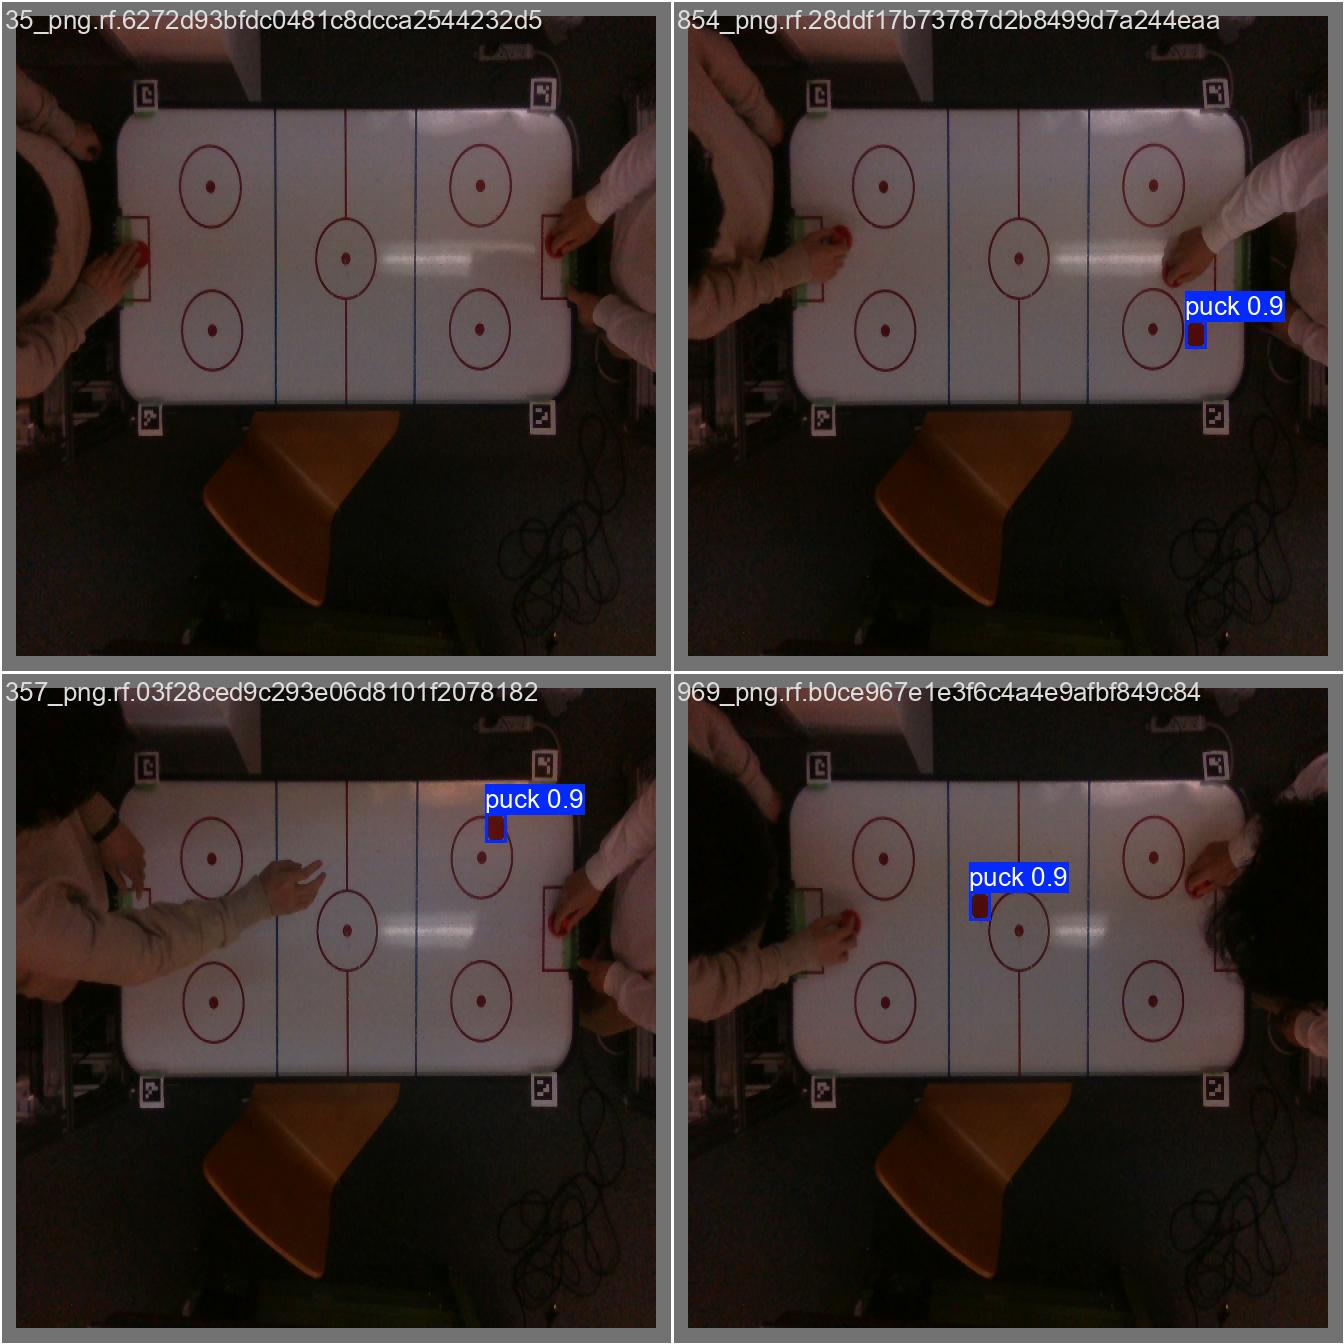 35_png.rf.6272d93bfdc0481c8dcca2544232d5
854_png.rf.28ddf17b73787d2b8499d7a244eaa
puck 0.9
357_png.rf.03f28ced9c293e06d8101f2078182
969_png.rf.b0ce967e1e3f6c4a4e9afbf849c84
puck 0.9
puck 0.9